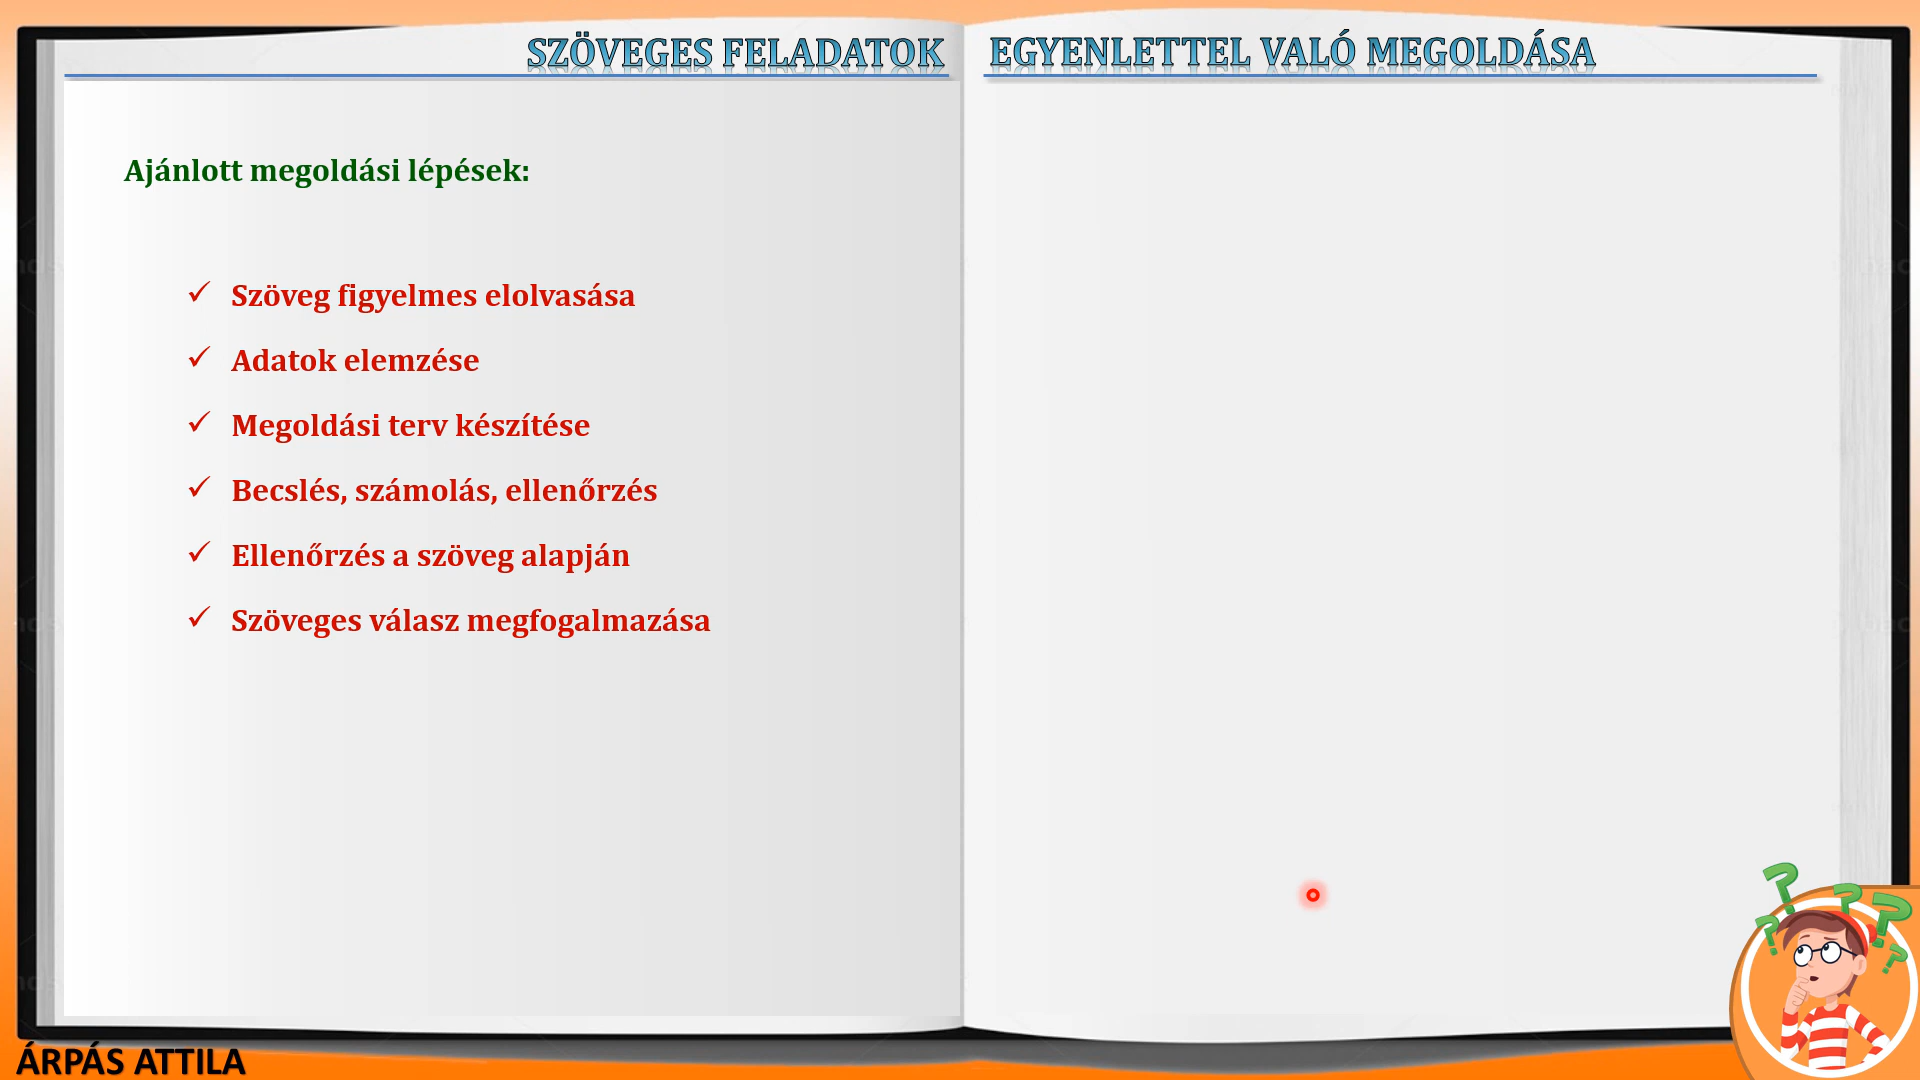 SZÖVEGES FELADATOK
EGYENLETTEL VALÓ MEGOLDÁSA
Ajánlott megoldási lépések:
✓ Szöveg figyelmes elolvasása
✓ Adatok elemzése
✓ Megoldási terv készítése
✓ Becslés, számolás, ellenőrzés
✓ Ellenőrzés a szöveg alapján
✓ Szöveges válasz megfogalmazása
ÁRPÁS ATTILA